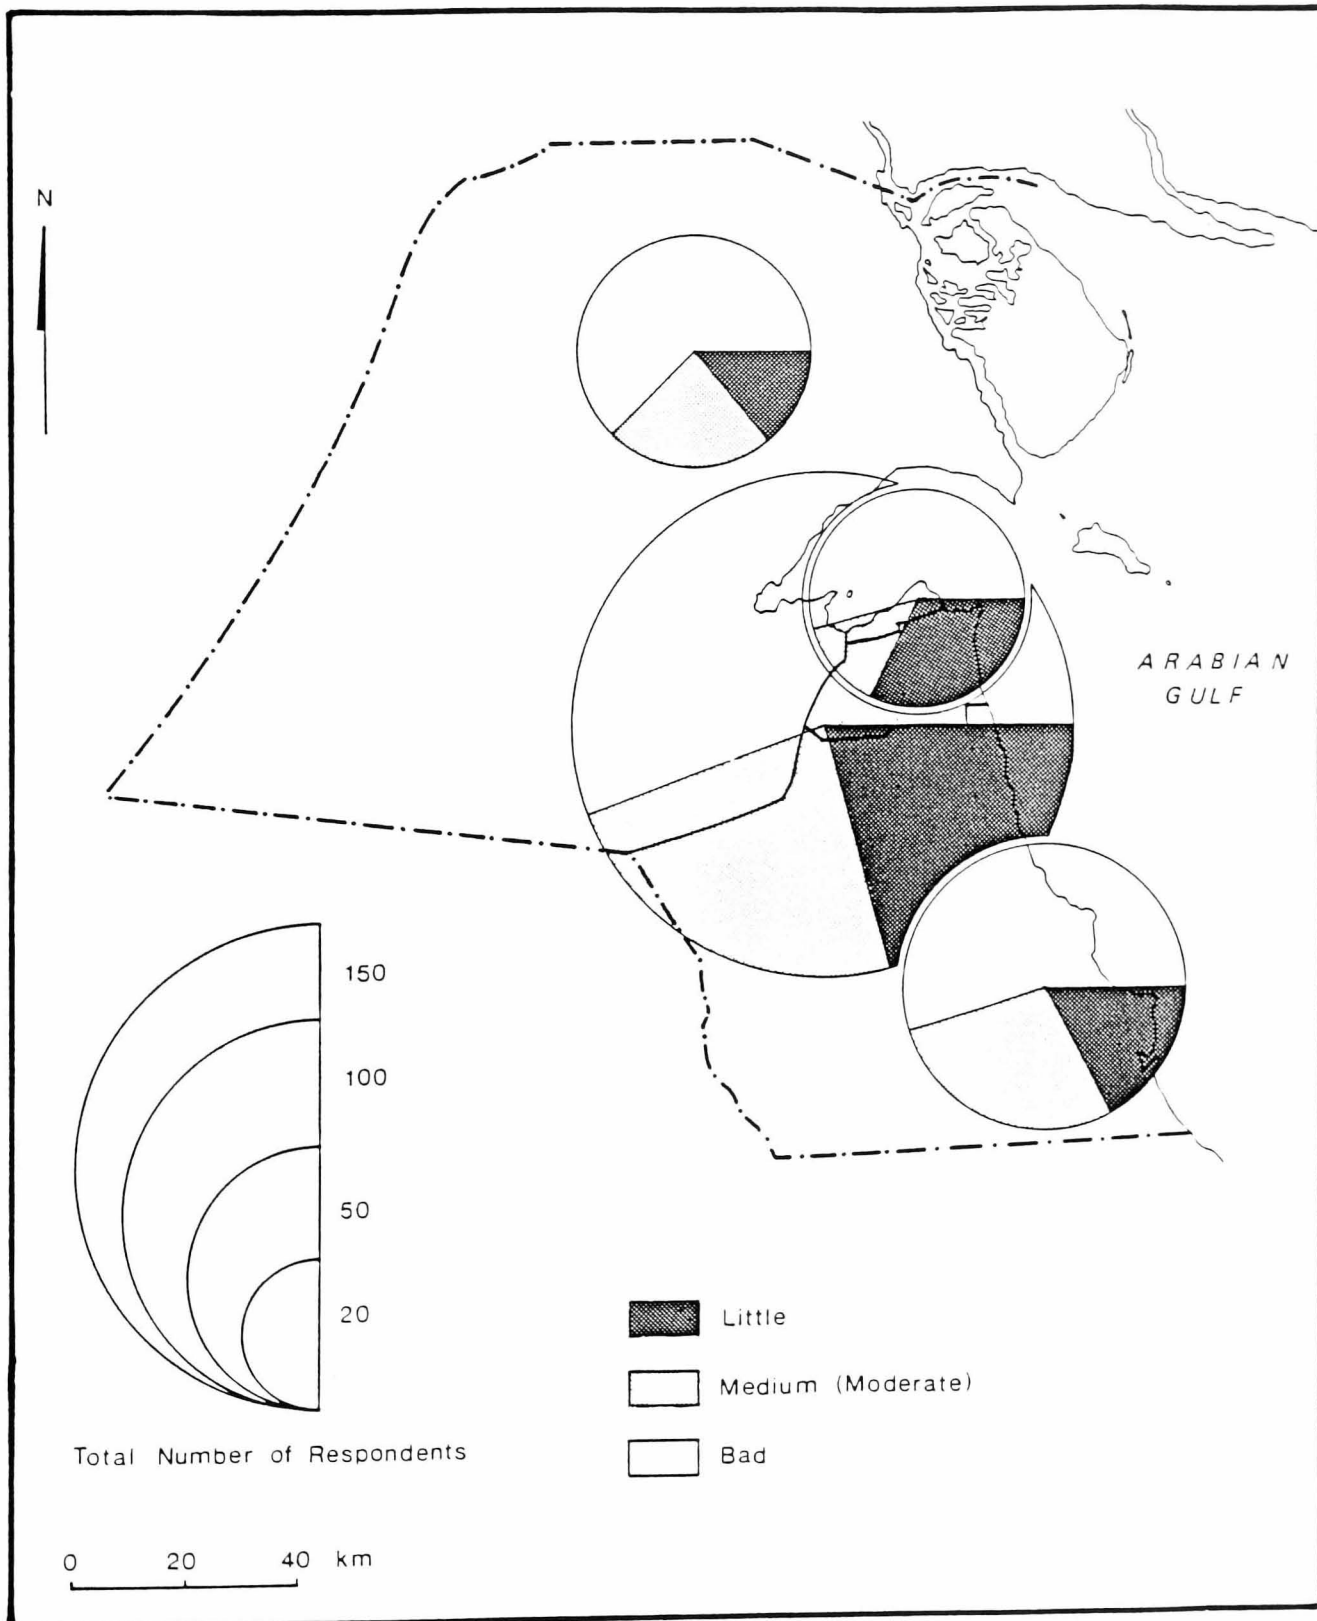 N
ARABIAN
GULF
150
100
50
20
Total Number of Respondents
Little
Medium (Moderate)
Bad
0 20 40 km